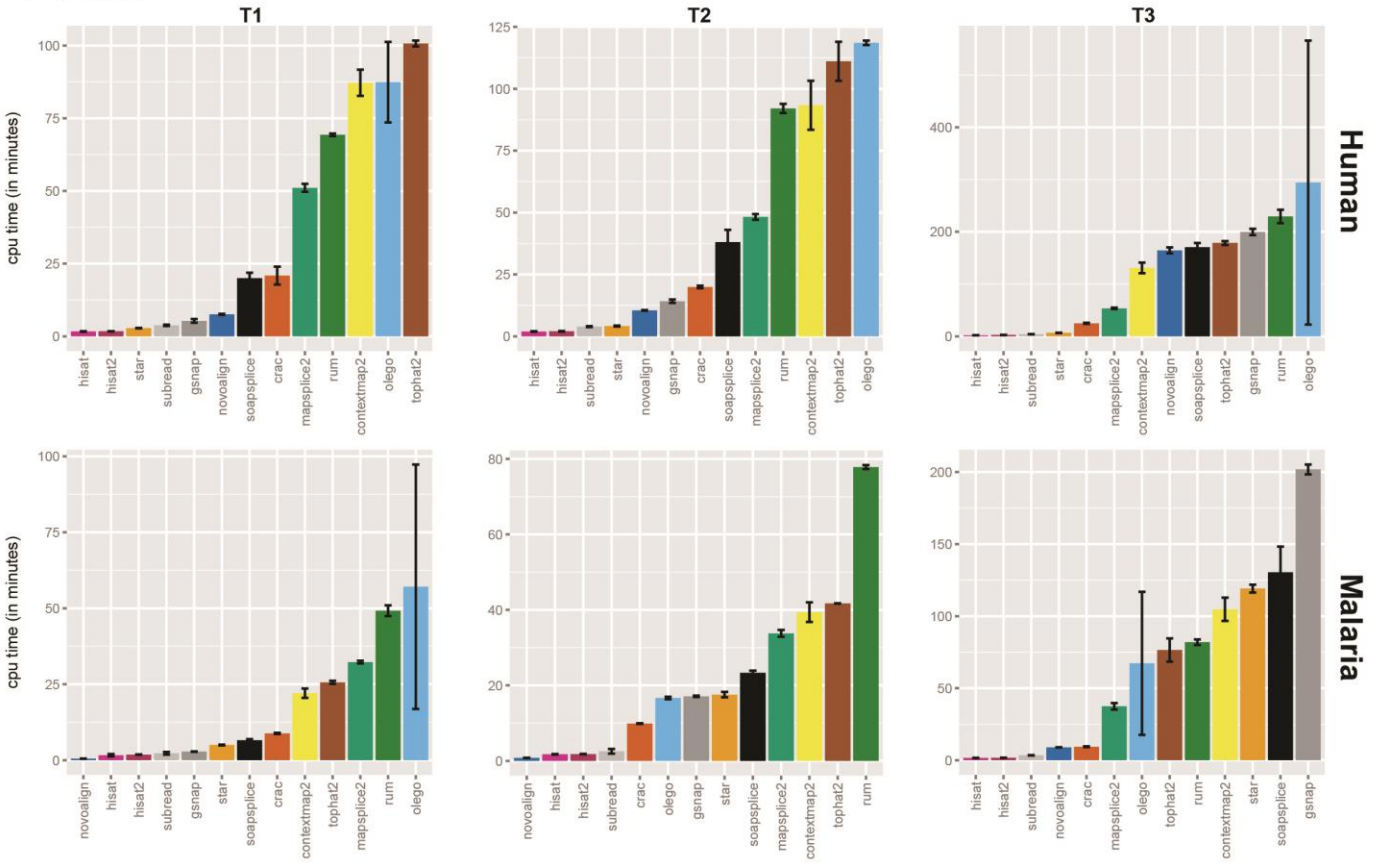 T1
T2
T3
cpu time (in minutes)
100
75
50
25
0
hisat
hisat2
star
subread
gsnap
novoalign
soapsplice
crac
mapsplice2
rum
contextmap2
olego
tophat2
125
100
75
50
25
0
hisat
hisat2
subread
star
novoalign
gsnap
crac
soapsplice
mapsplice2
rum
contextmap2
tophat2
olego
400
200
0
hisat
hisat2
subread
star
crac
mapsplice2
contextmap2
novoalign
soapsplice
tophat2
gsnap
rum
olego
Human
cpu time (in minutes)
100
75
50
25
0
novoalign
hisat
hisat2
subread
gsnap
star
soapsplice
crac
contextmap2
tophat2
mapsplice2
rum
olego
80
60
40
20
0
novoalign
hisat
hisat2
subread
crac
olego
gsnap
star
soapsplice
mapsplice2
contextmap2
tophat2
rum
200
150
100
50
0
hisat
hisat2
subread
novoalign
crac
mapsplice2
olego
tophat2
rum
contextmap2
star
soapsplice
gsnap
Malaria